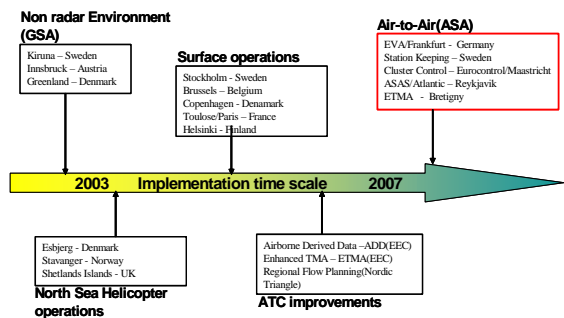 Non radar Environment
(GSA)
Kiruna – Sweden
Innsbruck – Austria
Greenland – Denmark
Surface operations
Stockholm - Sweden
Brussels – Belgium
Copenhagen - Denamark
Toulose/Paris – France
Helsinki - Finland
Air-to-Air(ASA)
EVA/Frankfurt - Germany
Station Keeping – Sweden
Cluster Control – Eurocontrol/Maastricht
ASAS/Atlantic – Reykjavik
ETMA - Bretigny
2003 Implementation time scale 2007
Esbjerg - Denmark
Stavanger - Norway
Shetlands Islands - UK
North Sea Helicopter
operations
Airborne Derived Data –ADD(EEC)
Enhanced TMA – ETMA(EEC)
Regional Flow Planning(Nordic
Triangle)
ATC improvements